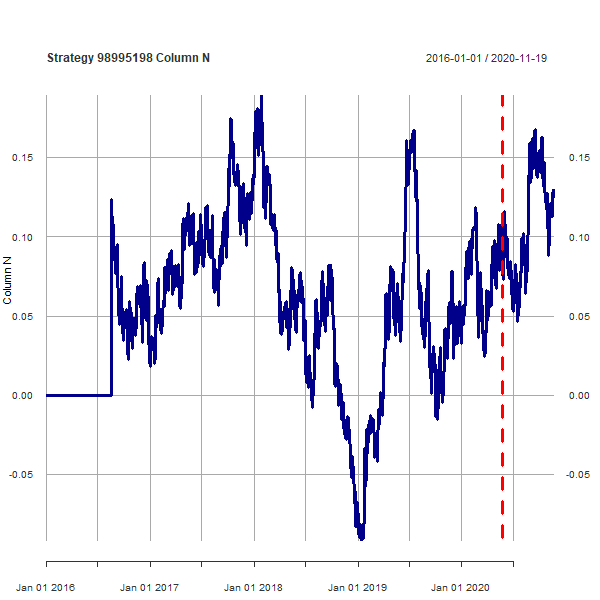 Strategy 98995198 Column N
2016-01-01 / 2020-11-19
0.15
0.15
0.10
0.10
Column N
0.05
0.05
0.00
0.00
-0.05
-0.05
Jan 01 2016
Jan 01 2017
Jan 01 2018
Jan 01 2019
Jan 01 2020